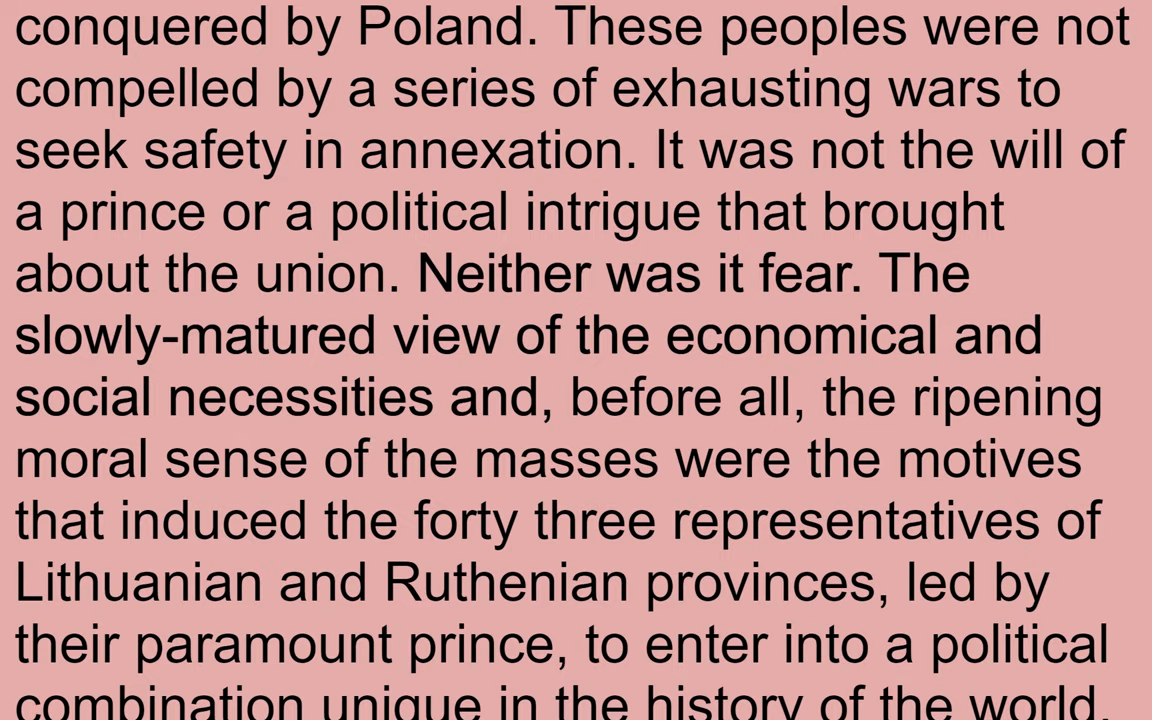 conquered by Poland. These peoples were not
compelled by a series of exhausting wars to
seek safety in annexation. It was not the will of
a prince or a political intrigue that brought
about the union. Neither was it fear. The
slowly-matured view of the economical and
social necessities and, before all, the ripening
moral sense of the masses were the motives
that induced the forty three representatives of
Lithuanian and Ruthenian provinces, led by
their paramount prince, to enter into a political
combination unique in the history of the world.